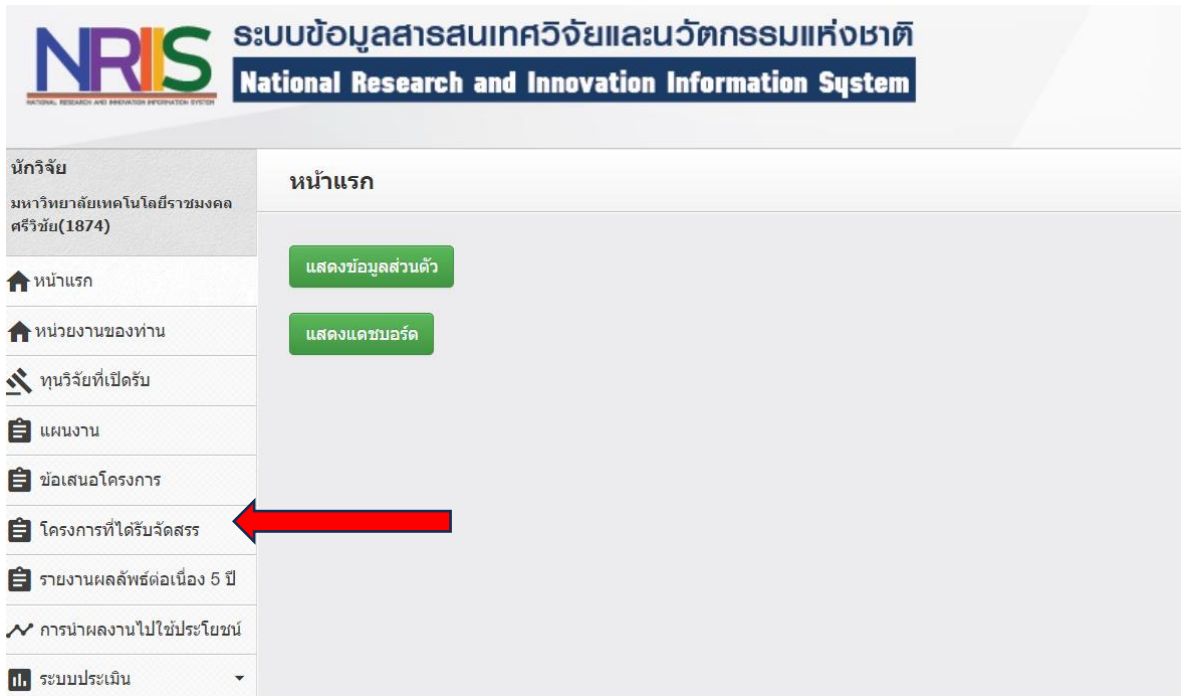 NRIIS
NATIONAL RESEARCH AND INNOVATION INFORMATION SYSTEM
ระบบข้อมูลสารสนเทศวิจัยและนวัตกรรมแห่งชาติ
National Research and Innovation Information System
นักวิจัย
มหาวิทยาลัยเทคโนโลยีราชมงคล
ศรีวิชัย(1874)
หน้าแรก
หน่วยงานของท่าน
ทุนวิจัยที่เปิดรับ
แผนงาน
ข้อเสนอโครงการ
โครงการที่ได้รับจัดสรร
รายงานผลลัพธ์ต่อเนื่อง 5 ปี
การนำผลงานไปใช้ประโยชน์
ระบบประเมิน
หน้าแรก
แสดงข้อมูลส่วนตัว
แสดงแดชบอร์ด